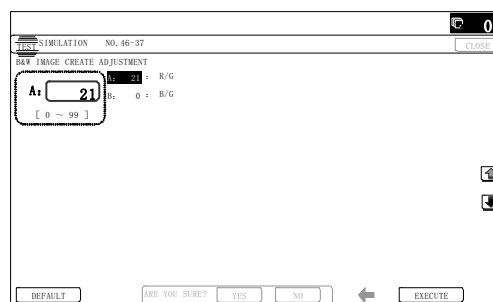 0
TEST SIMULATION NO. 46-37
CLOSE
B&W IMAGE CREATE ADJUSTMENT
A: 21 : R/G
A: 21
B: 0 : B/G
[ 0 ~ 99 ]
DEFAULT
ARE YOU SURE? YES NO
EXECUTE